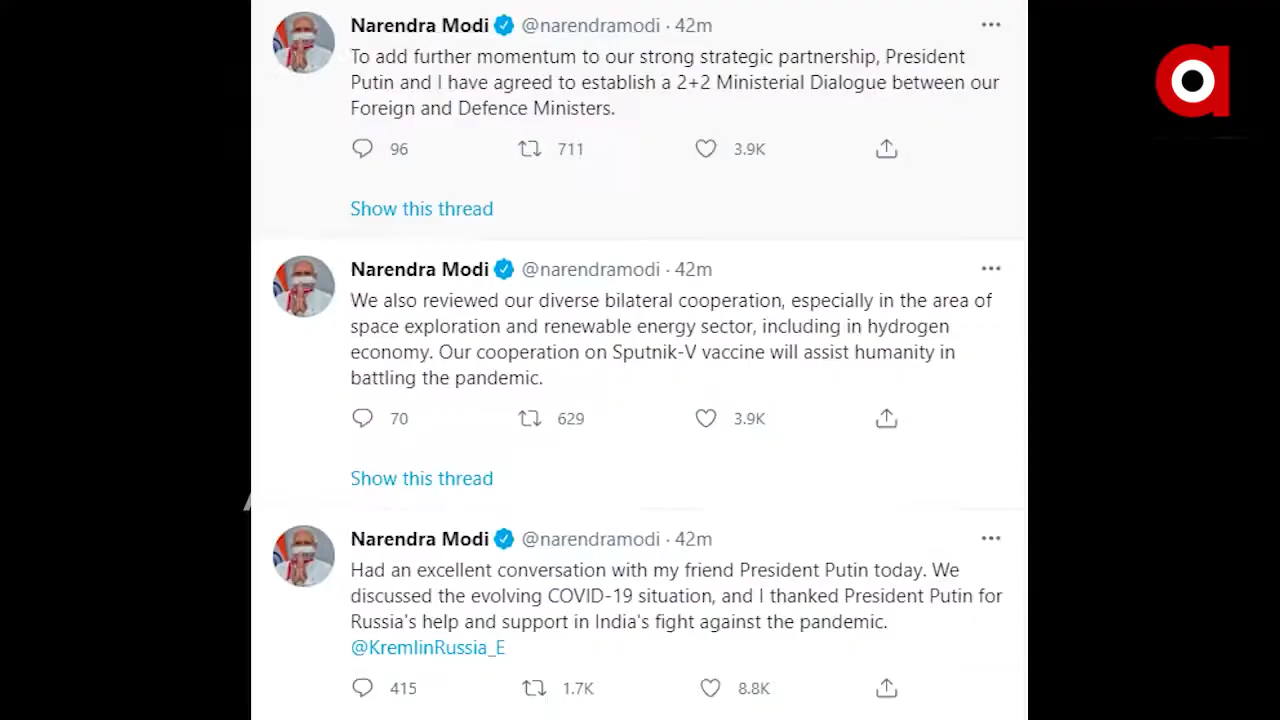 Narendra Modi @narendramodi · 42m
To add further momentum to our strong strategic partnership, President
Putin and I have agreed to establish a 2+2 Ministerial Dialogue between our
Foreign and Defence Ministers.
96 711 3.9K
Show this thread
Narendra Modi @narendramodi · 42m
We also reviewed our diverse bilateral cooperation, especially in the area of
space exploration and renewable energy sector, including in hydrogen
economy. Our cooperation on Sputnik-V vaccine will assist humanity in
battling the pandemic.
70 629 3.9K
Show this thread
Narendra Modi @narendramodi · 42m
Had an excellent conversation with my friend President Putin today. We
discussed the evolving COVID-19 situation, and I thanked President Putin for
Russia's help and support in India's fight against the pandemic.
@KremlinRussia_E
415 1.7K 8.8K